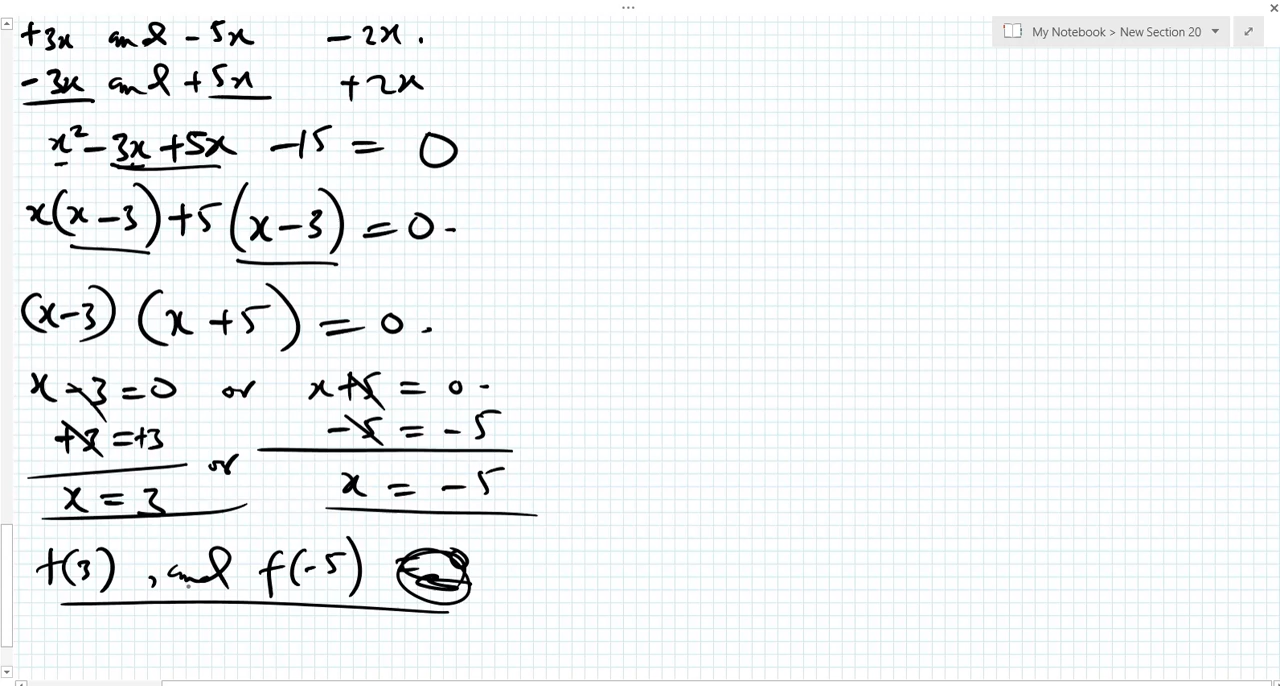 My Notebook > New Section 20
+3x and -5x -2x.
-3x and +5x +2x
x² -3x +5x -15 = 0
x(x-3)+5(x-3) = 0.
(x-3)(x+5) = 0.
x-3=0 or x+5 = 0.
+3 =+3 -5 = -5
or
x = 3 x = -5
f(3), and f(-5)